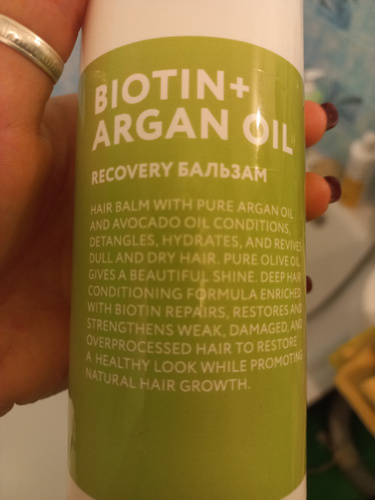 BIOTIN+
ARGAN OIL
RECOVERY БАЛЬЗАМ
HAIR BALM WITH PURE ARGAN OIL
AND AVOCADO OIL CONDITIONS,
DETANGLES, HYDRATES, AND REVIVES
DULL AND DRY HAIR. PURE OLIVE OIL
GIVES A BEAUTIFUL SHINE. DEEP HAIR
CONDITIONING FORMULA ENRICHED
WITH BIOTIN REPAIRS, RESTORES AND
STRENGTHENS WEAK, DAMAGED, AND
OVERPROCESSED HAIR TO RESTORE
A HEALTHY LOOK WHILE PROMOTING
NATURAL HAIR GROWTH.